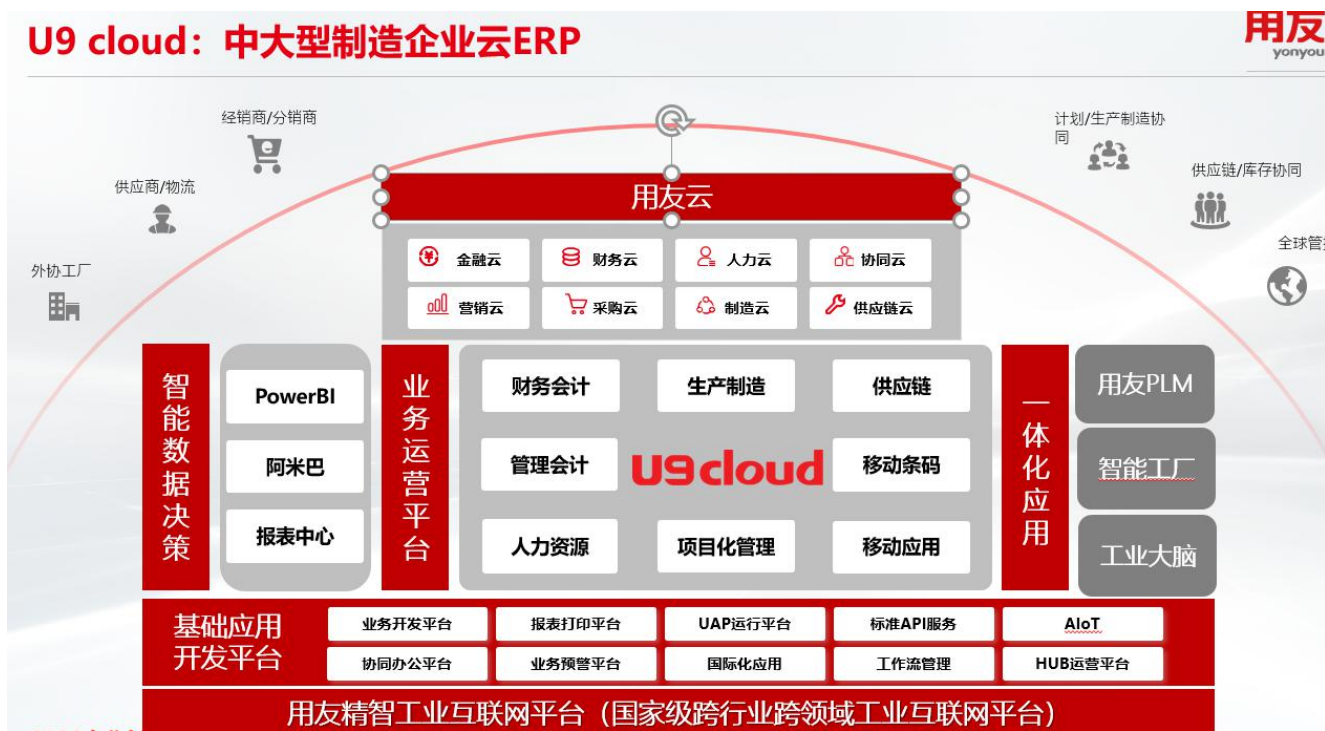 U9 cloud：中大型制造企业云ERP
用友
yonyou
经销商/分销商
供应商/物流
外协工厂
计划/生产制造协
同
供应链/库存协同
全球管
用友云
金融云
财务云
人力云
协同云
营销云
采购云
制造云
供应链云
智能数据决策
PowerBI
阿米巴
报表中心
业务运营平台
财务会计
生产制造
供应链
管理会计
U9cloud
移动条码
人力资源
项目化管理
移动应用
一体化应用
用友PLM
智能工厂
工业大脑
基础应用
开发平台
业务开发平台
报表打印平台
UAP运行平台
标准API服务
AIoT
协同办公平台
业务预警平台
国际化应用
工作流管理
HUB运营平台
用友精智工业互联网平台（国家级跨行业跨领域工业互联网平台）